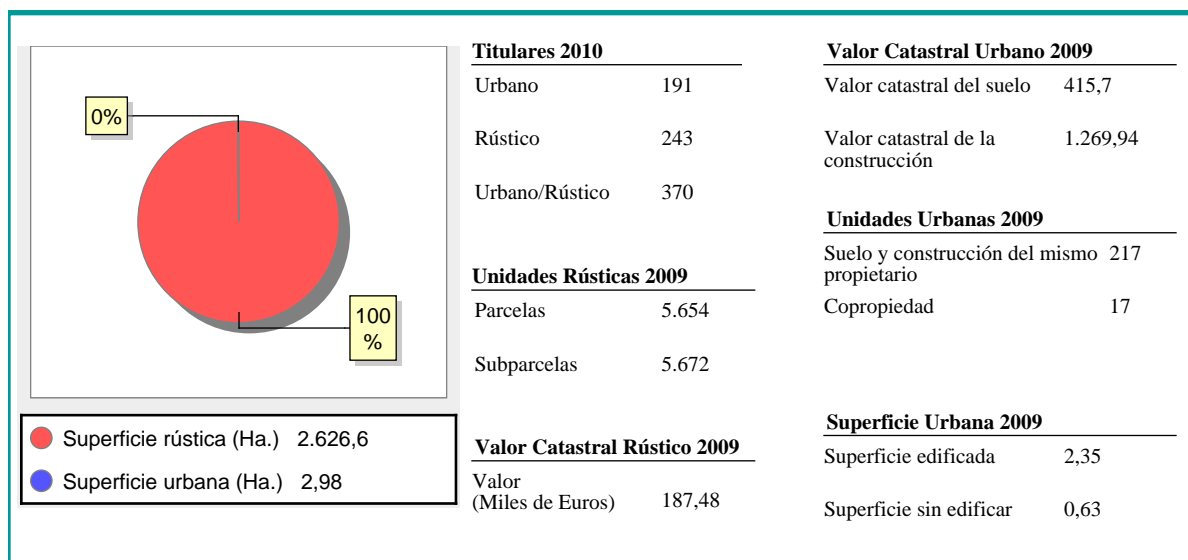 0%
100
%
Superficie rústica (Ha.) 2.626,6
Superficie urbana (Ha.) 2,98
Titulares 2010
Urbano 191
Rústico 243
Urbano/Rústico 370
Unidades Rústicas 2009
Parcelas 5.654
Subparcelas 5.672
Valor Catastral Rústico 2009
Valor
(Miles de Euros) 187,48
Valor Catastral Urbano 2009
Valor catastral del suelo 415,7
Valor catastral de la 1.269,94
construcción
Unidades Urbanas 2009
Suelo y construcción del mismo 217
propietario
Copropiedad 17
Superficie Urbana 2009
Superficie edificada 2,35
Superficie sin edificar 0,63